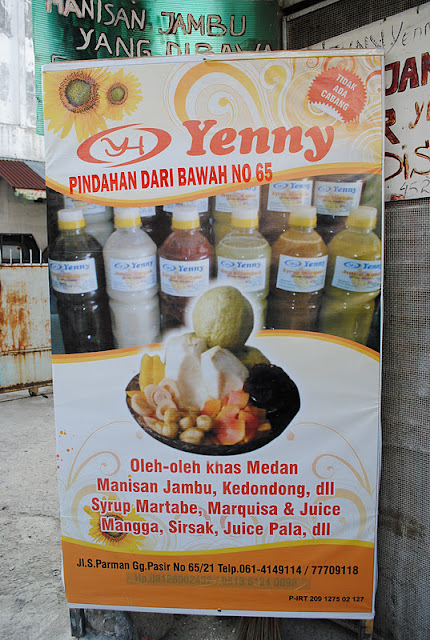 MANISAN JAMBU
YANG DIBAWA
TIDAK
ADA
CABANG
YH Yenny
PINDAHAN DARI BAWAH NO 65
Yenny
Oleh-oleh khas Medan
Manisan Jambu, Kedondong, dll
Syrup Martabe, Marquisa & Juice
Mangga, Sirsak, Juice Pala, dll
Jl.S.Parman Gg.Pasir No 65/21 Telp.061-4149114 / 77709118
P-IRT 209 1275 02 127